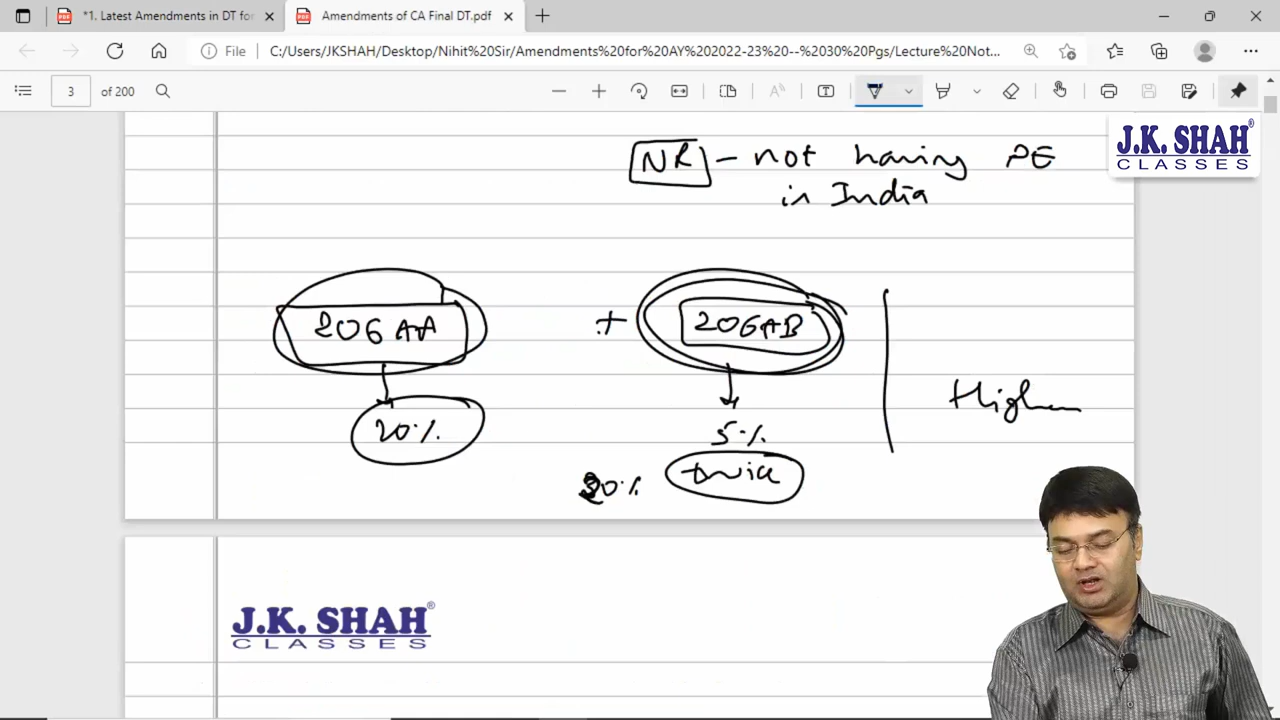 *1. Latest Amendments in DT for
Amendments of CA Final DT.pdf
File
C:/Users/JKSHAH/Desktop/Nihit%20Sir/Amendments%20for%20AY%202022-23%20--%2030%20Pgs/Lecture%20Not...
3 of 200
J.K. SHAH®
CLASSES
NR - not having PE
in India
206AA + 206AB
Higher
20%
5%
twice
J.K. SHAH®
CLASSES